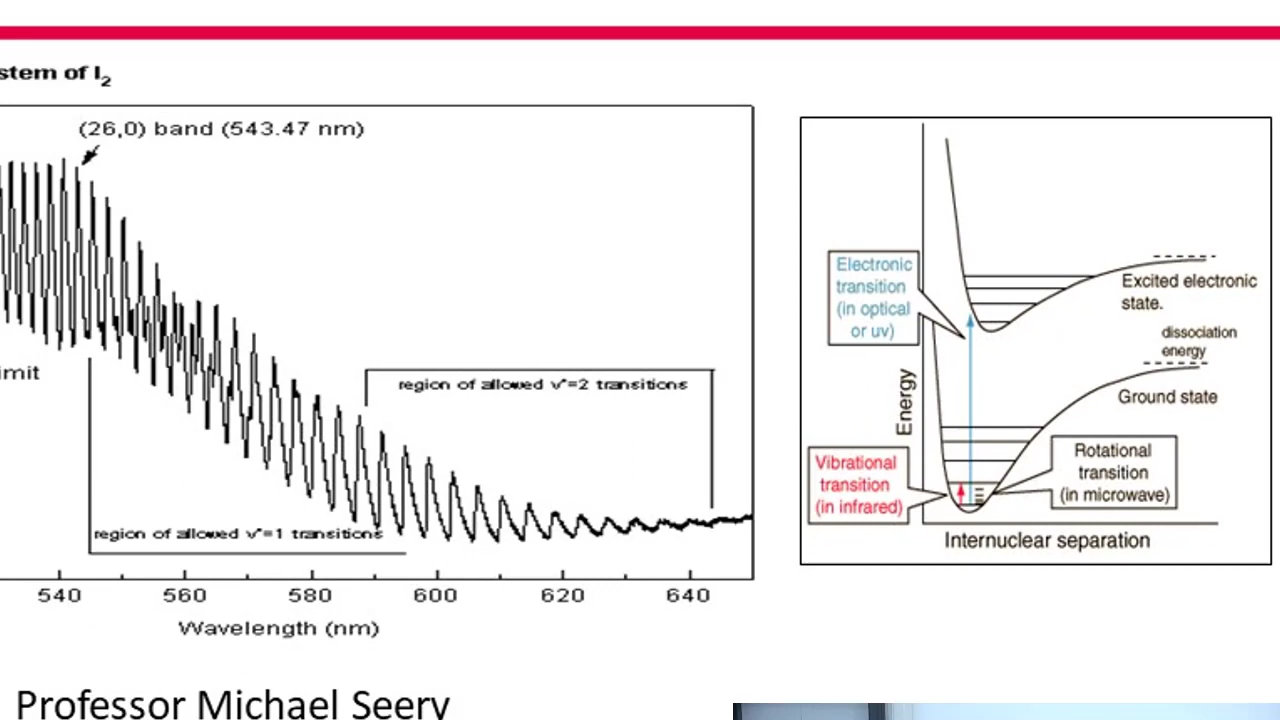 stem of I2
(26,0) band (543.47 nm)
imit
region of allowed v"=2 transitions
region of allowed v"=1 transitions
540 560 580 600 620 640
Wavelength (nm)
Electronic
transition
(in optical
or uv)
Excited electronic
state.
dissociation
energy
Ground state
Energy
Vibrational
transition
(in infrared)
Rotational
transition
(in microwave)
Internuclear separation
Professor Michael Seery